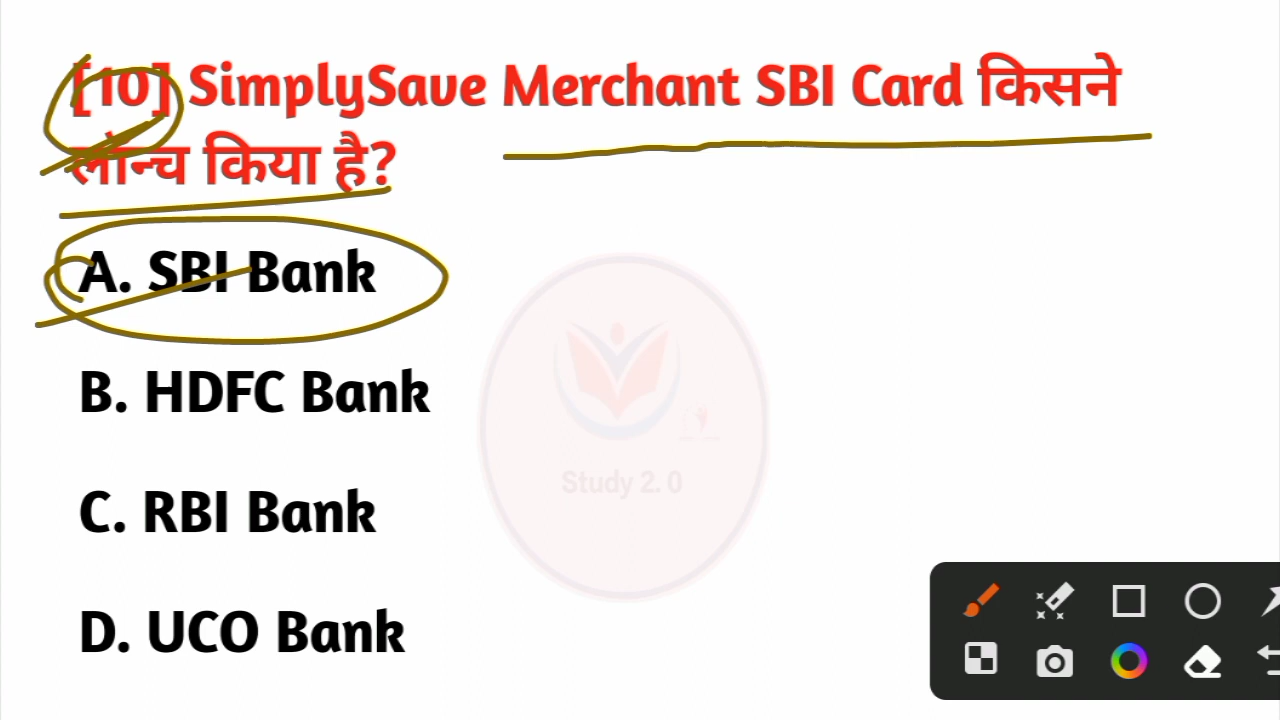 [10] SimplySave Merchant SBI Card किसने
लॉन्च किया है?
A. SBI Bank
B. HDFC Bank
Study 2. 0
C. RBI Bank
D. UCO Bank